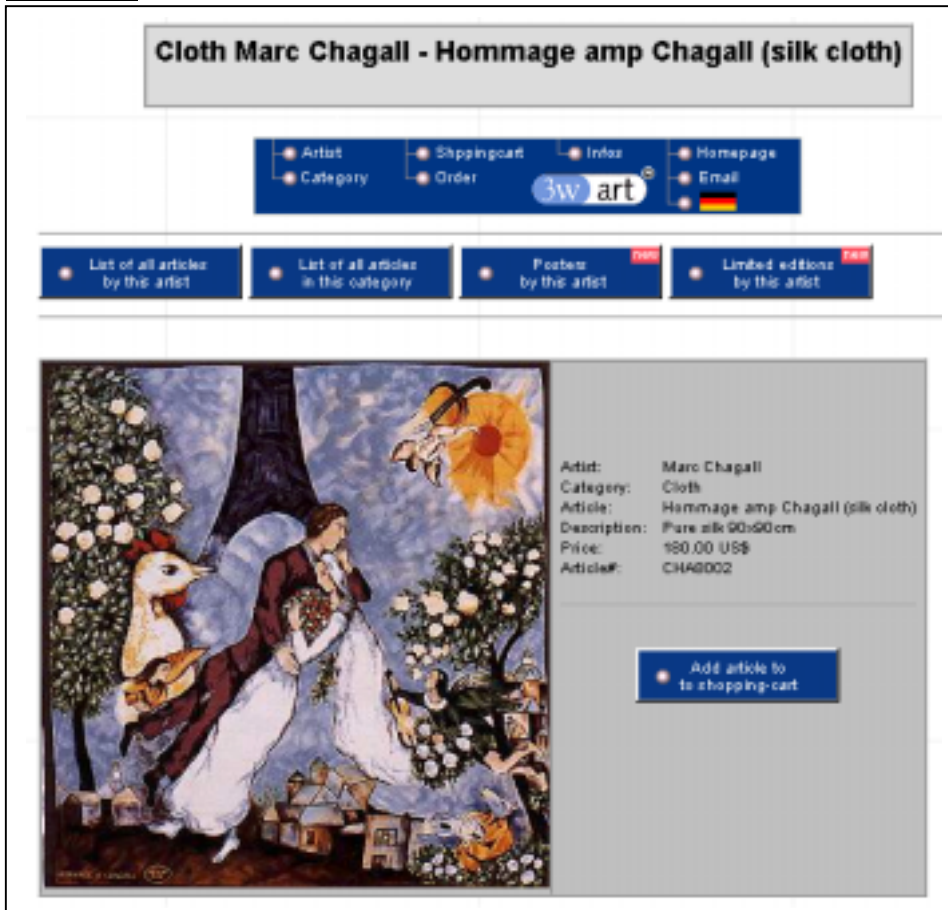 Cloth Marc Chagall - Hommage amp Chagall (silk cloth)
Artist Shppingcart Infos Homepage
Category Order 3w art Email
List of all articles
by this artist
List of all articles
in this category
Posters new
by this artist
Limited editions new
by this artist
Artist: Marc Chagall
Category: Cloth
Article: Hommage amp Chagall (silk cloth)
Description: Pure silk 90x90cm
Price: 180.00 US$
Article#: CHA8002
Add article to
to shopping-cart